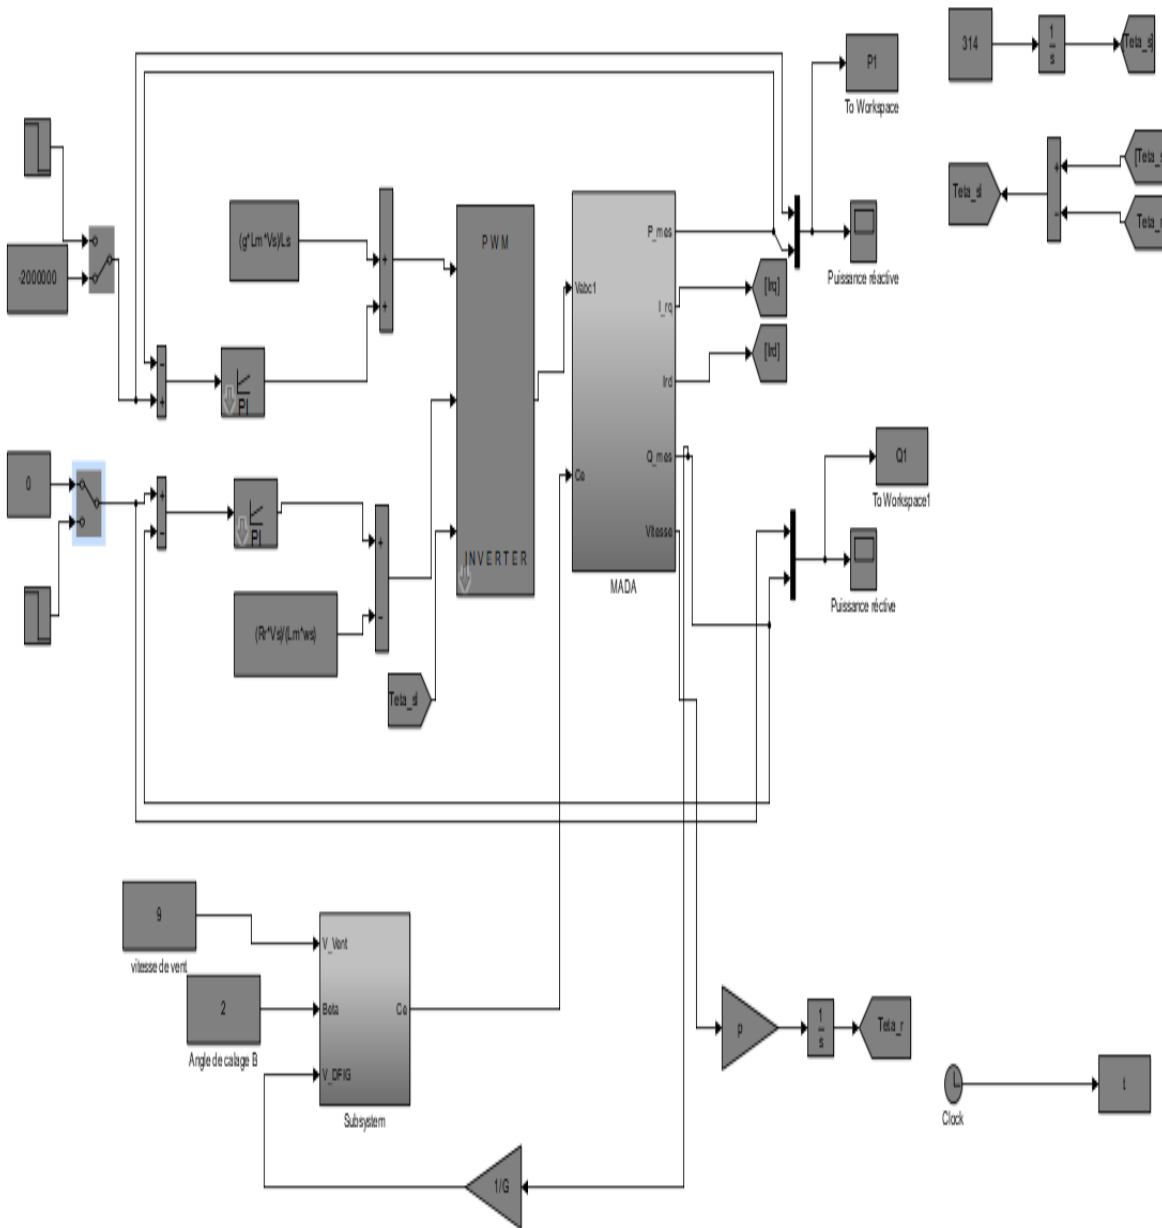 314
1
s
[Teta_s]
P1
To Workspace
[Teta_s
Teta_sl
Teta_r
+
-
-2000000
(g*Lm*Vs)/Ls
+
+
PWM
INVERTER
Vabc1
Ce
P_mes
I_rq
Ird
Q_mes
Vitesse
MADA
Puissance réactive
[Irq]
[Ird]
-
+
PI
0
+
-
PI
+
-
(Rr*Vs)/(Lm*ws)
Teta_sl
Q1
To Workspace1
Puissance réctive
9
vitesse de vent
2
Angle de calage B
V_Vent
Beta
V_DFIG
Ce
Subsystem
p
1
s
Teta_r
Clock
t
1/G